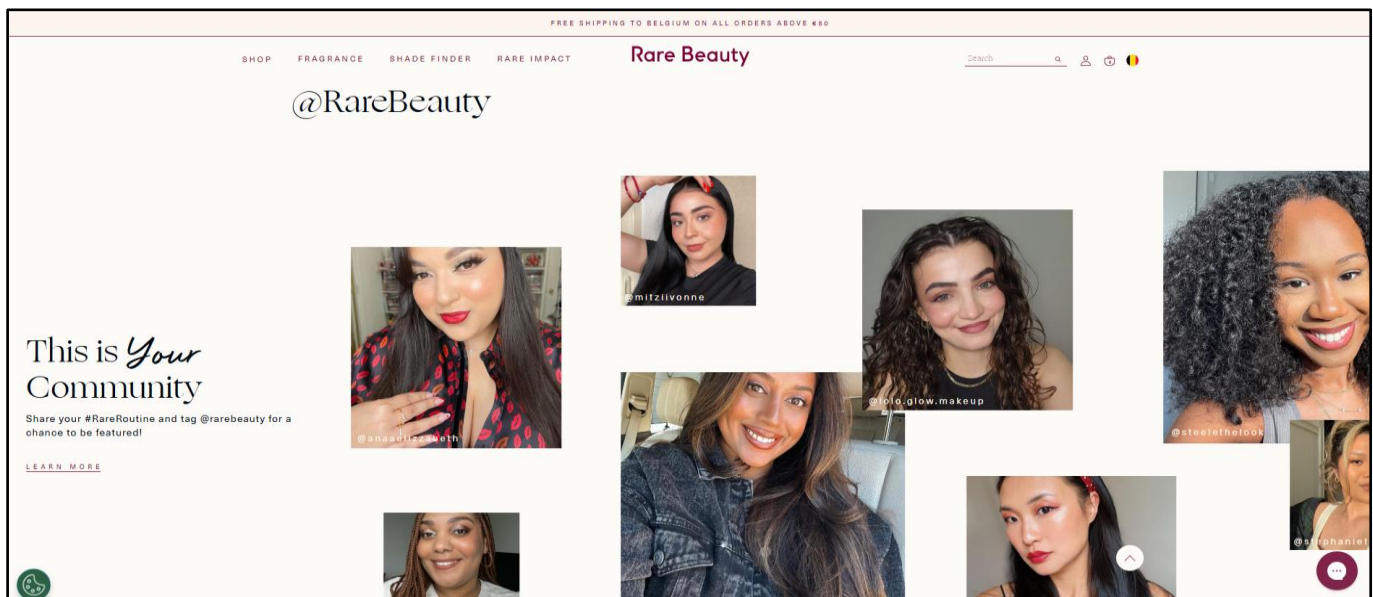 FREE SHIPPING TO BELGIUM ON ALL ORDERS ABOVE €60
SHOP FRAGRANCE SHADE FINDER RARE IMPACT
Rare Beauty
Search
@RareBeauty
@mitziivonne
@lolo.glow.makeup
@steelethelook
@anaaelizzabeth
This is Your
Community
Share your #RareRoutine and tag @rarebeauty for a
chance to be featured!
LEARN MORE
@stephaniet